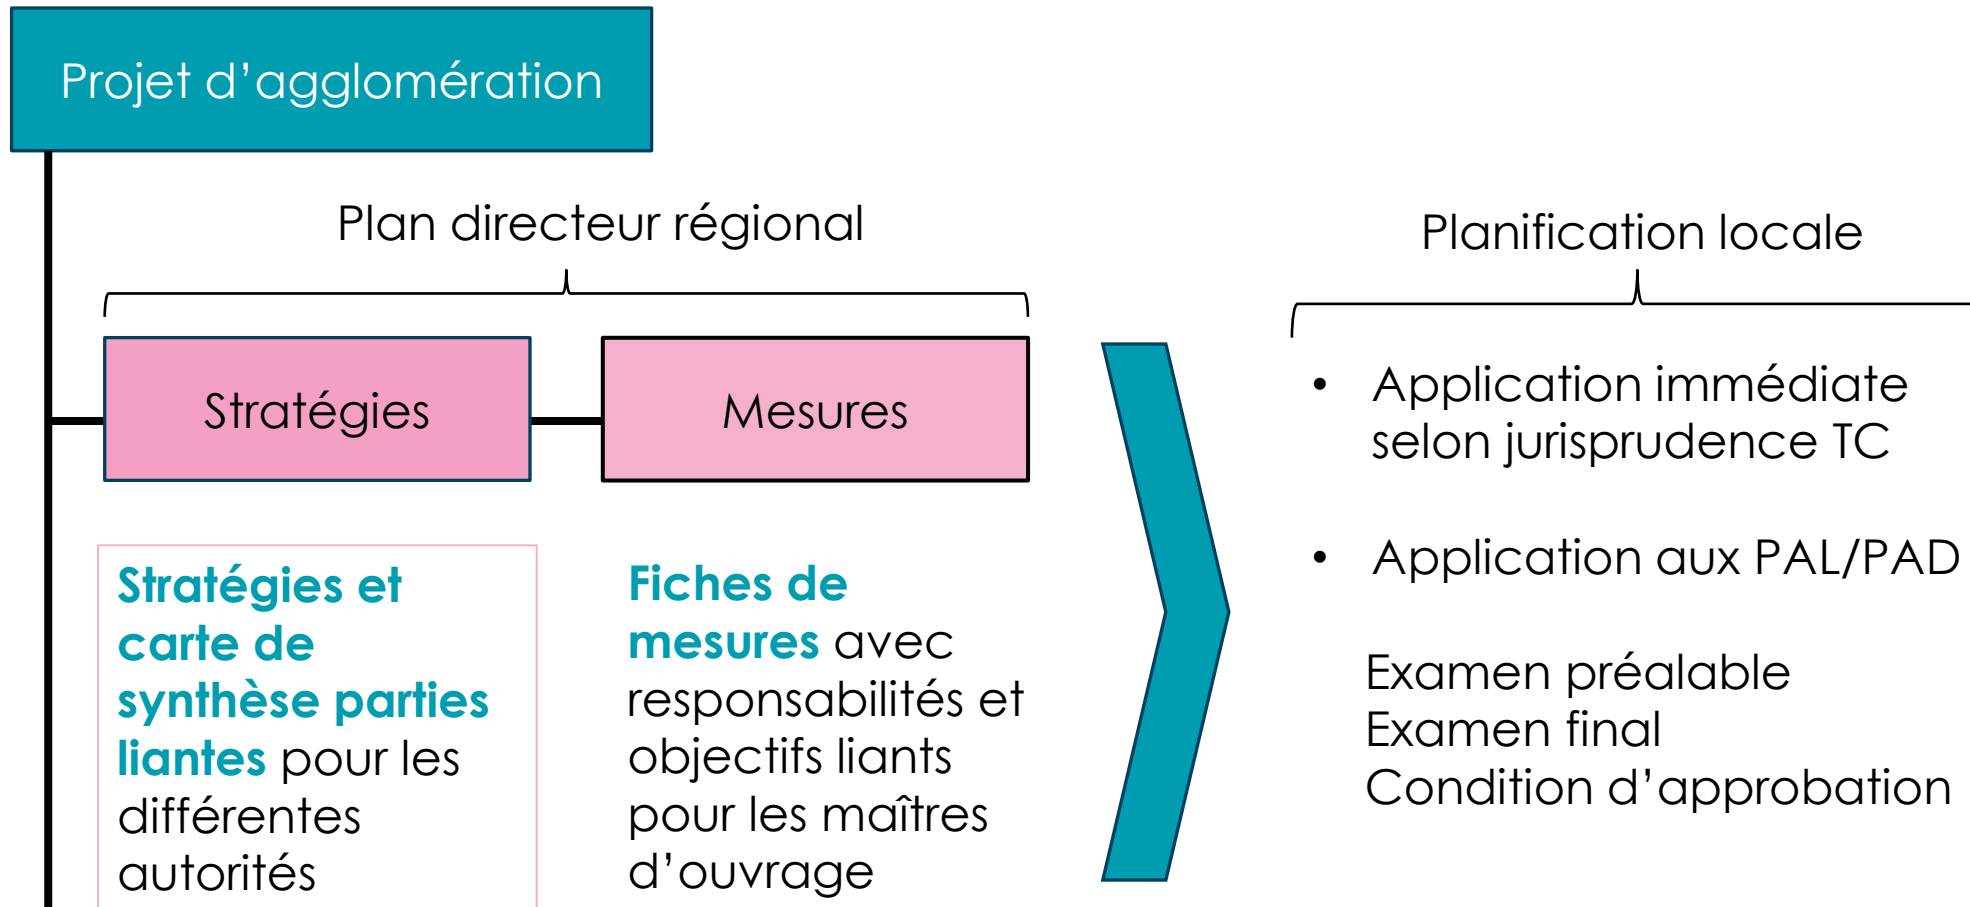 Projet d’agglomération
Plan directeur régional
Stratégies
Mesures
Stratégies et
carte de
synthèse parties
liantes pour les
différentes
autorités
Fiches de
mesures avec
responsabilités et
objectifs liants
pour les maîtres
d’ouvrage
Planification locale
• Application immédiate
selon jurisprudence TC
• Application aux PAL/PAD
Examen préalable
Examen final
Condition d’approbation